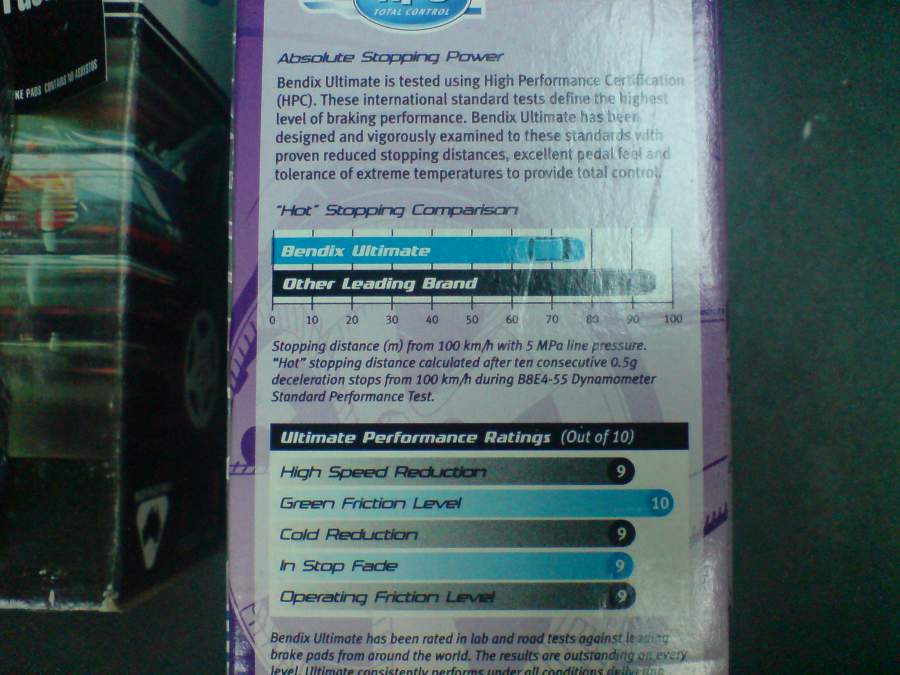 TOTAL CONTROL
KE PADS CONTAINS NO ASBESTOS
Absolute Stopping Power
Bendix Ultimate is tested using High Performance Certification
(HPC). These international standard tests define the highest
level of braking performance. Bendix Ultimate has been
designed and vigorously examined to these standards with
proven reduced stopping distances, excellent pedal feel and
tolerance of extreme temperatures to provide total control.
"Hot" Stopping Comparison
Bendix Ultimate
Other Leading Brand
0 10 20 30 40 50 60 70 80 90 100
Stopping distance (m) from 100 km/h with 5 MPa line pressure.
"Hot" stopping distance calculated after ten consecutive 0.5g
deceleration stops from 100 km/h during B8E4-55 Dynamometer
Standard Performance Test.
Ultimate Performance Ratings (Out of 10)
High Speed Reduction 9
Green Friction Level 10
Cold Reduction 9
In Stop Fade 9
Operating Friction Level 9
Bendix Ultimate has been rated in lab and road tests against leading
brake pads from around the world. The results are outstanding on every
level. Ultimate consistently performs under all conditions